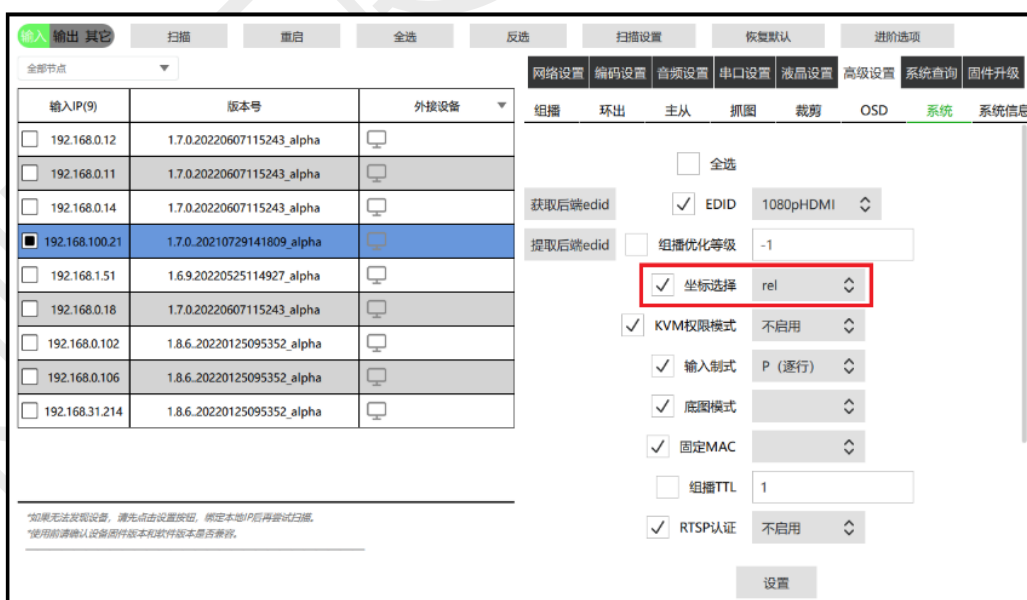 输入 输出 其它 扫描 重启 全选 反选 扫描设置 恢复默认 进阶选项
全部节点
网络设置 编码设置 音频设置 串口设置 液晶设置 高级设置 系统查询 固件升级
输入IP(9) 版本号 外接设备
组播 环出 主从 抓图 裁剪 OSD 系统 系统信息
192.168.0.12 1.7.0.20220607115243_alpha
192.168.0.11 1.7.0.20220607115243_alpha
192.168.0.14 1.7.0.20220607115243_alpha
192.168.100.21 1.7.0..20210729141809_alpha
192.168.1.51 1.6.9.20220525114927_alpha
192.168.0.18 1.7.0.20220607115243_alpha
192.168.0.102 1.8.6..20220125095352_alpha
192.168.0.106 1.8.6..20220125095352_alpha
192.168.31.214 1.8.6..20220125095352_alpha
全选
获取后端edid EDID 1080pHDMI
提取后端edid 组播优化等级 -1
坐标选择 rel
KVM权限模式 不启用
输入制式 P (逐行)
底图模式
固定MAC
组播TTL 1
RTSP认证 不启用
设置
*如果无法发现设备，请先点击设置按钮，绑定本地IP后再尝试扫描。
*使用前请确认设备固件版本和软件版本是否兼容。